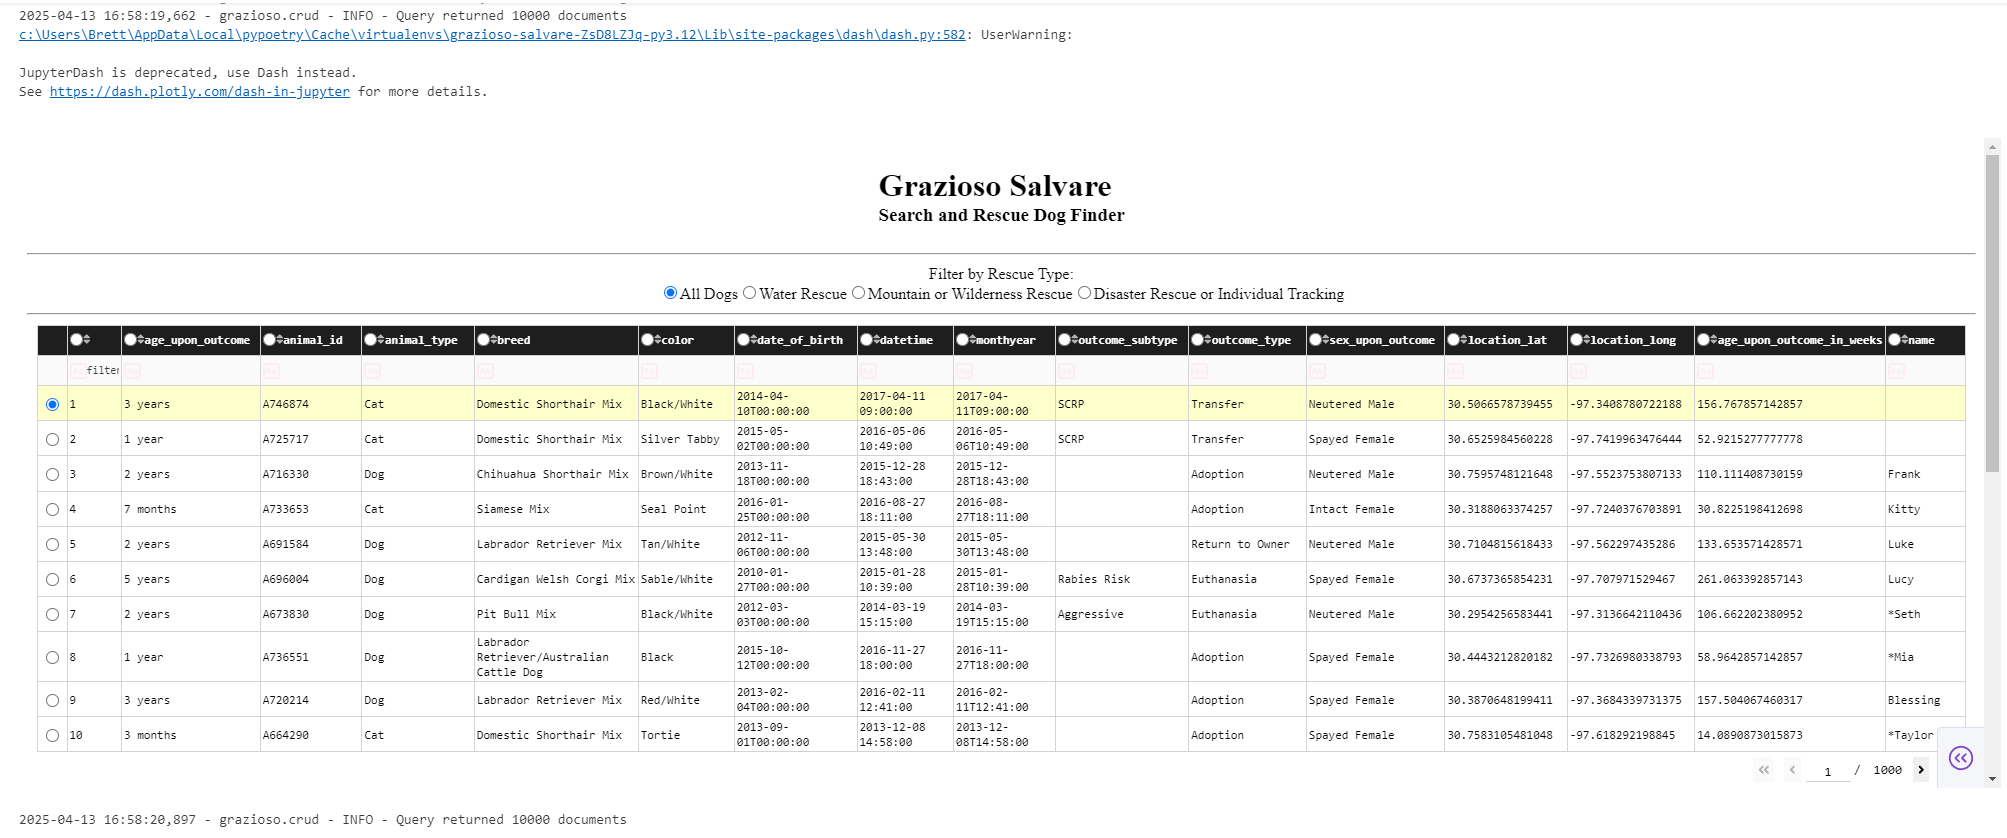 2025-04-13 16:58:19,662 - grazioso.crud - INFO - Query returned 10000 documents
c:\Users\Brett\AppData\Local\pypoetry\Cache\virtualenvs\grazioso-salvare-ZsD8LZJq-py3.12\Lib\site-packages\dash\dash.py:582: UserWarning:
JupyterDash is deprecated, use Dash instead.
See https://dash.plotly.com/dash-in-jupyter for more details.
Grazioso Salvare
Search and Rescue Dog Finder
Filter by Rescue Type:
All Dogs Water Rescue Mountain or Wilderness Rescue Disaster Rescue or Individual Tracking
age_upon_outcome animal_id animal_type breed color date_of_birth datetime monthyear outcome_subtype outcome_type sex_upon_outcome location_lat location_long age_upon_outcome_in_weeks name
Aa filter Aa Aa Aa Aa Aa Aa Aa Aa Aa Aa Aa Aa Aa Aa Aa
1 3 years A746874 Cat Domestic Shorthair Mix Black/White 2014-04-10T00:00:00 2017-04-11 09:00:00 2017-04-11T09:00:00 SCRP Transfer Neutered Male 30.5066578739455 -97.3408780722188 156.767857142857
2 1 year A725717 Cat Domestic Shorthair Mix Silver Tabby 2015-05-02T00:00:00 2016-05-06 10:49:00 2016-05-06T10:49:00 SCRP Transfer Spayed Female 30.6525984560228 -97.7419963476444 52.9215277777778
3 2 years A716330 Dog Chihuahua Shorthair Mix Brown/White 2013-11-18T00:00:00 2015-12-28 18:43:00 2015-12-28T18:43:00 Adoption Neutered Male 30.7595748121648 -97.5523753807133 110.111408730159 Frank
4 7 months A733653 Cat Siamese Mix Seal Point 2016-01-25T00:00:00 2016-08-27 18:11:00 2016-08-27T18:11:00 Adoption Intact Female 30.3188063374257 -97.7240376703891 30.8225198412698 Kitty
5 2 years A691584 Dog Labrador Retriever Mix Tan/White 2012-11-06T00:00:00 2015-05-30 13:48:00 2015-05-30T13:48:00 Return to Owner Neutered Male 30.7104815618433 -97.562297435286 133.653571428571 Luke
6 5 years A696004 Dog Cardigan Welsh Corgi Mix Sable/White 2010-01-27T00:00:00 2015-01-28 10:39:00 2015-01-28T10:39:00 Rabies Risk Euthanasia Spayed Female 30.6737365854231 -97.707971529467 261.063392857143 Lucy
7 2 years A673830 Dog Pit Bull Mix Black/White 2012-03-03T00:00:00 2014-03-19 15:15:00 2014-03-19T15:15:00 Aggressive Euthanasia Neutered Male 30.2954256583441 -97.3136642110436 106.662202380952 *Seth
8 1 year A736551 Dog Labrador Retriever/Australian Cattle Dog Black 2015-10-12T00:00:00 2016-11-27 18:00:00 2016-11-27T18:00:00 Adoption Spayed Female 30.4443212820182 -97.7326980338793 58.9642857142857 *Mia
9 3 years A720214 Dog Labrador Retriever Mix Red/White 2013-02-04T00:00:00 2016-02-11 12:41:00 2016-02-11T12:41:00 Adoption Spayed Female 30.3870648199411 -97.3684339731375 157.504067460317 Blessing
10 3 months A664290 Cat Domestic Shorthair Mix Tortie 2013-09-01T00:00:00 2013-12-08 14:58:00 2013-12-08T14:58:00 Adoption Spayed Female 30.7583105481048 -97.618292198845 14.0890873015873 *Taylor
1 / 1000
2025-04-13 16:58:20,897 - grazioso.crud - INFO - Query returned 10000 documents